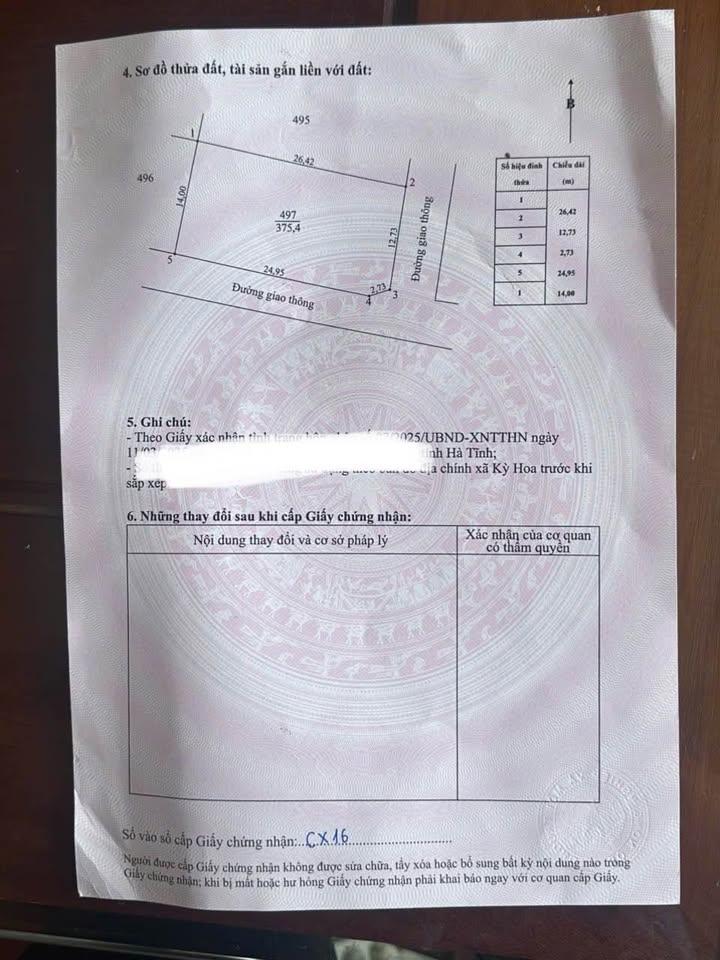 4. Sơ đồ thửa đất, tài sản gắn liền với đất:
B
495
1
26,42
2
496
14,00
497
375,4
12,73
Đường giao thông
5
24,95
2,73
4
3
Đường giao thông
Số hiệu đỉnh thửa
Chiều dài (m)
1
26,42
2
12,73
3
2,73
4
24,95
5
14,00
1
5. Ghi chú:
- Theo Giấy xác nhận tình trạng 2025/UBND-XNTTHN ngày
tỉnh Hà Tĩnh;
- địa chính xã Kỳ Hoa trước khi
sắp xếp
6. Những thay đổi sau khi cấp Giấy chứng nhận:
Nội dung thay đổi và cơ sở pháp lý
Xác nhận của cơ quan
có thẩm quyền
Số vào sổ cấp Giấy chứng nhận:..CX16..............................
Người được cấp Giấy chứng nhận không được sửa chữa, tẩy xóa hoặc bổ sung bất kỳ nội dung nào trong
Giấy chứng nhận; khi bị mất hoặc hư hỏng Giấy chứng nhận phải khai báo ngay với cơ quan cấp Giấy.